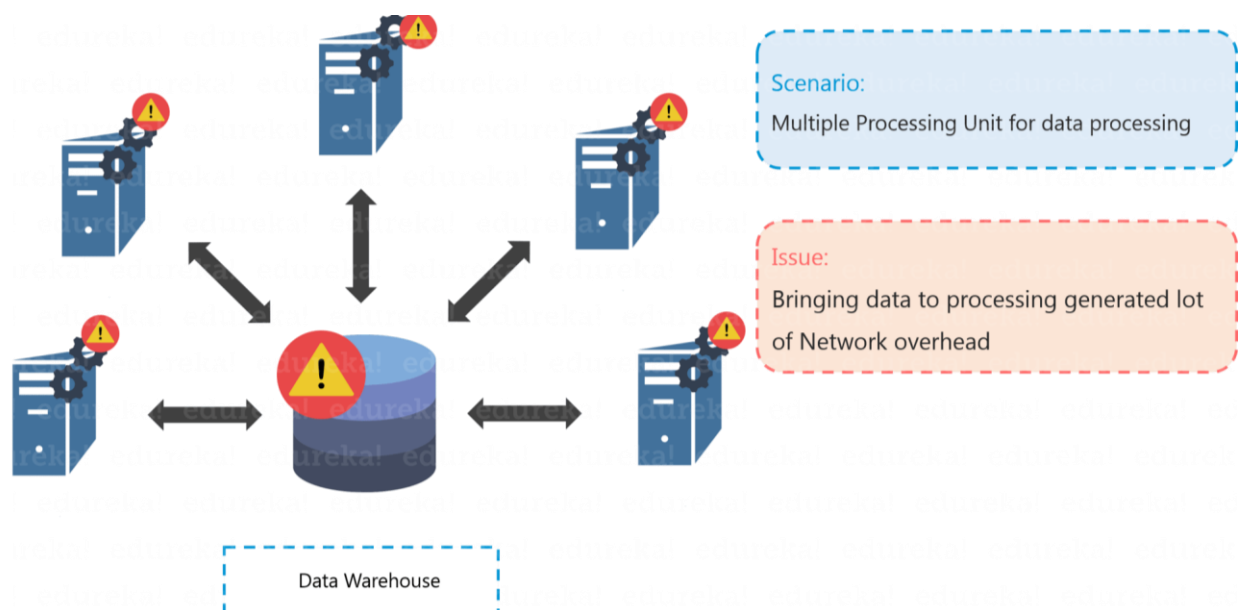 Scenario:
Multiple Processing Unit for data processing
Issue:
Bringing data to processing generated lot
of Network overhead
Data Warehouse